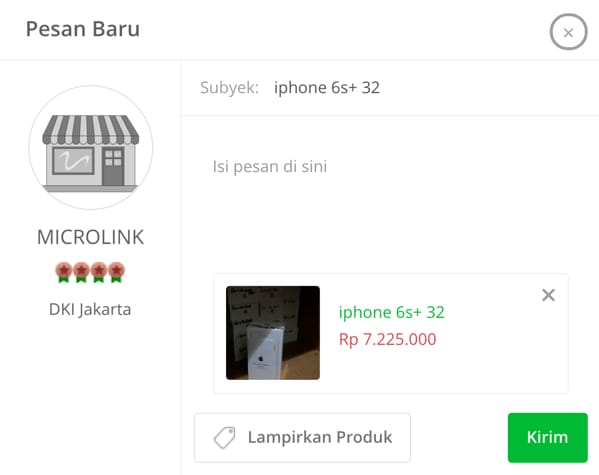 Pesan Baru
Subyek: iphone 6s+ 32
Isi pesan di sini
MICROLINK
DKI Jakarta
iphone 6s+ 32
Rp 7.225.000
Lampirkan Produk
Kirim